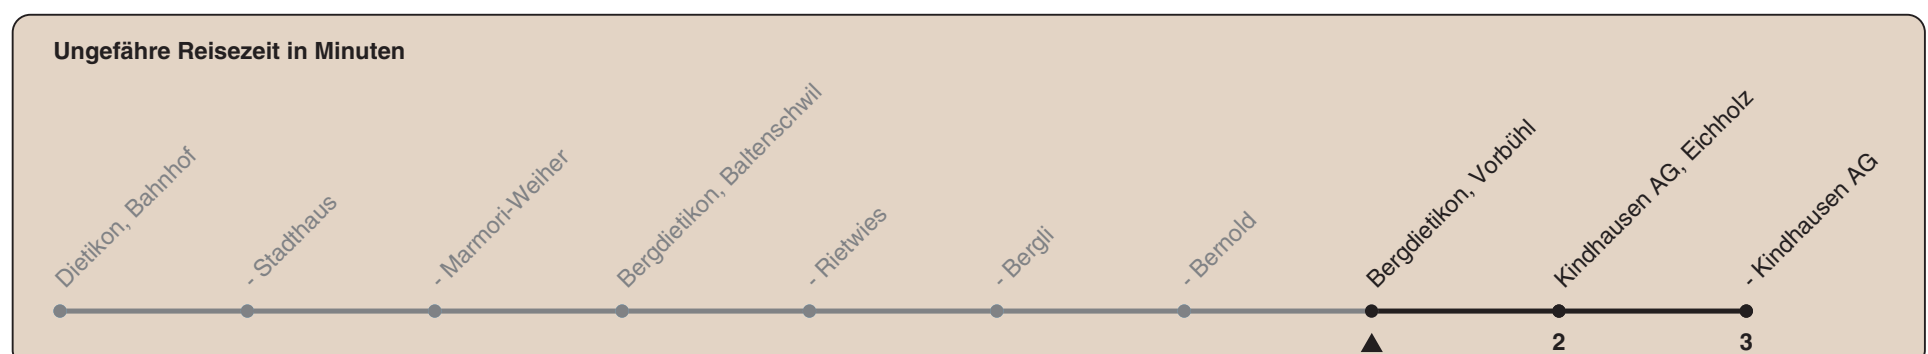 Ungefähre Reisezeit in Minuten
Dietikon, Bahnhof
- Stadthaus
- Marmori-Weiher
Bergdietikon, Baltenschwil
- Rietwies
- Bergli
- Bernold
Bergdietikon, Vorbühl
Kindhausen AG, Eichholz
- Kindhausen AG
2
3